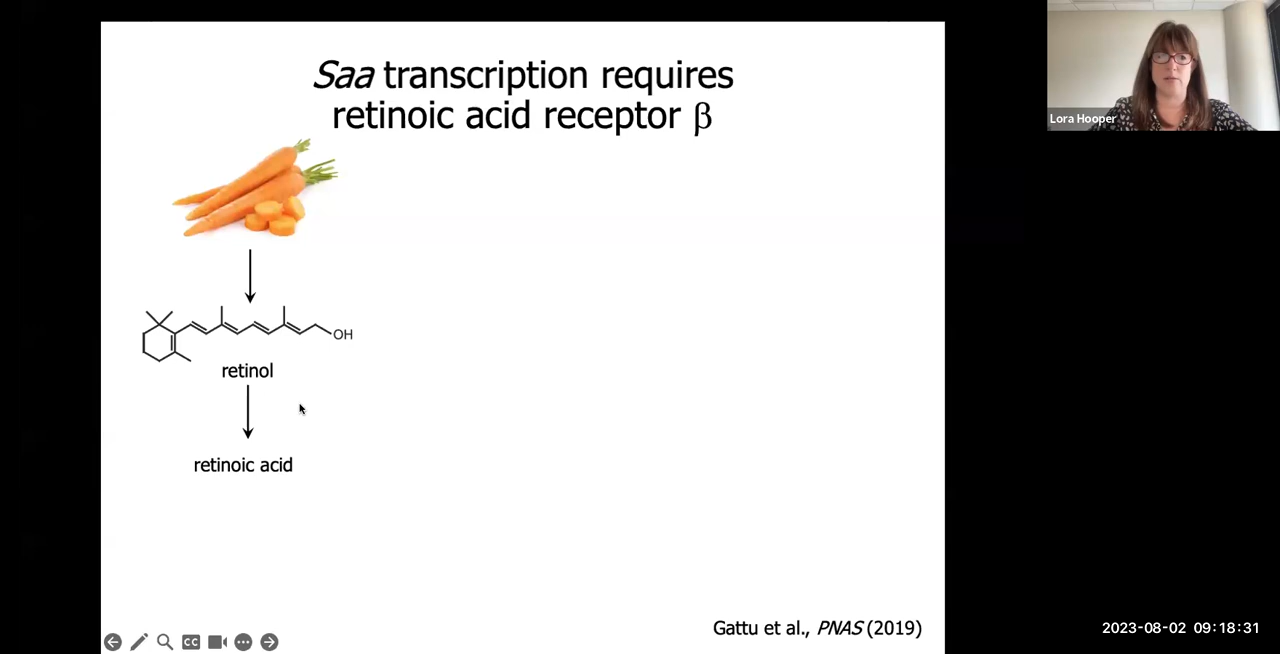 Saa transcription requires
retinoic acid receptor β
Lora Hooper
OH
retinol
retinoic acid
Gattu et al., PNAS (2019)
CC
2023-08-02 09:18:31